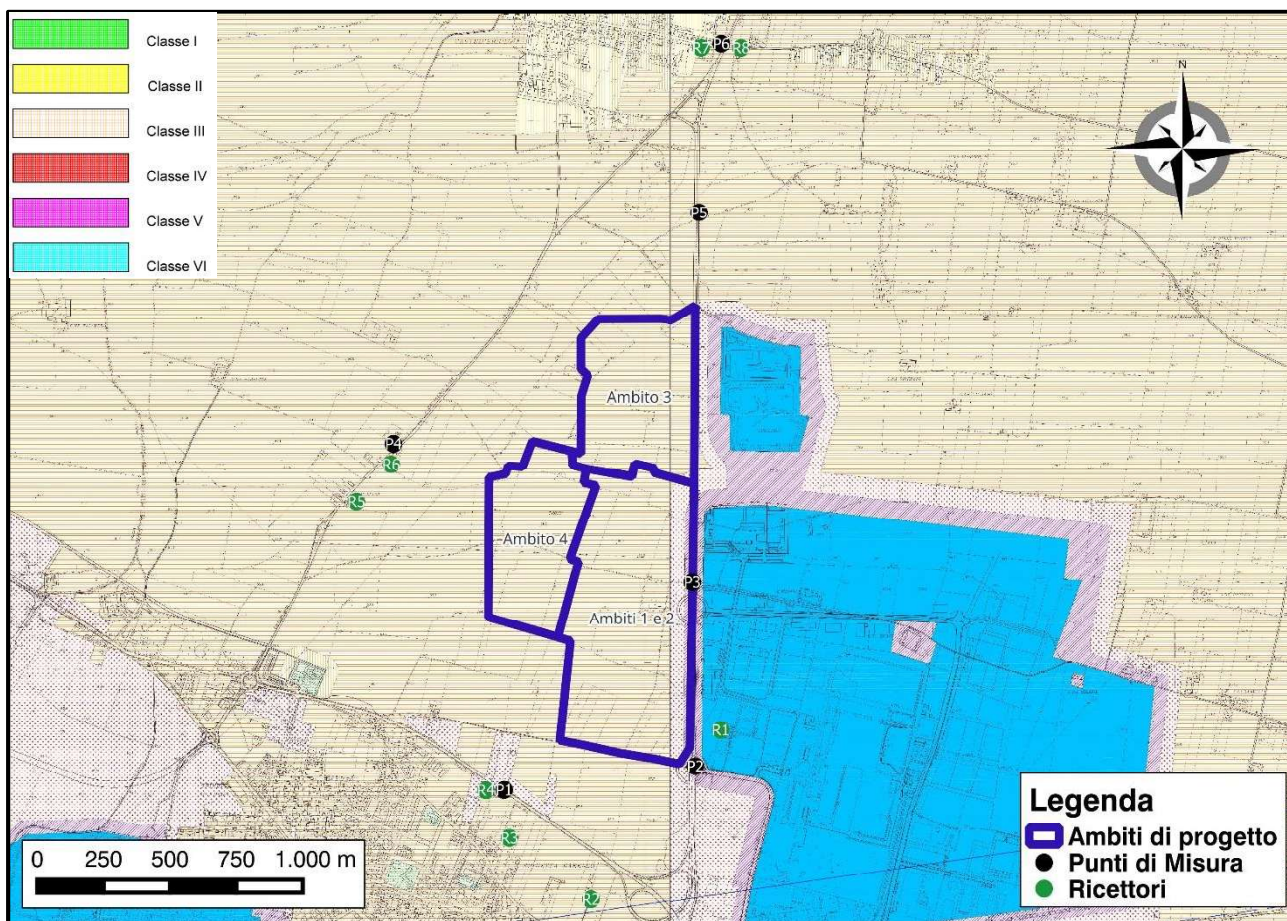 Classe I
Classe II
Classe III
Classe IV
Classe V
Classe VI
R7 P6 R8
N
P5
Ambito 3
P4
R6
R5
Ambito 4
P3
Ambiti 1 e 2
R1
P2
R4 P1
R3
R2
0 250 500 750 1.000 m
Legenda
Ambiti di progetto
Punti di Misura
Ricettori